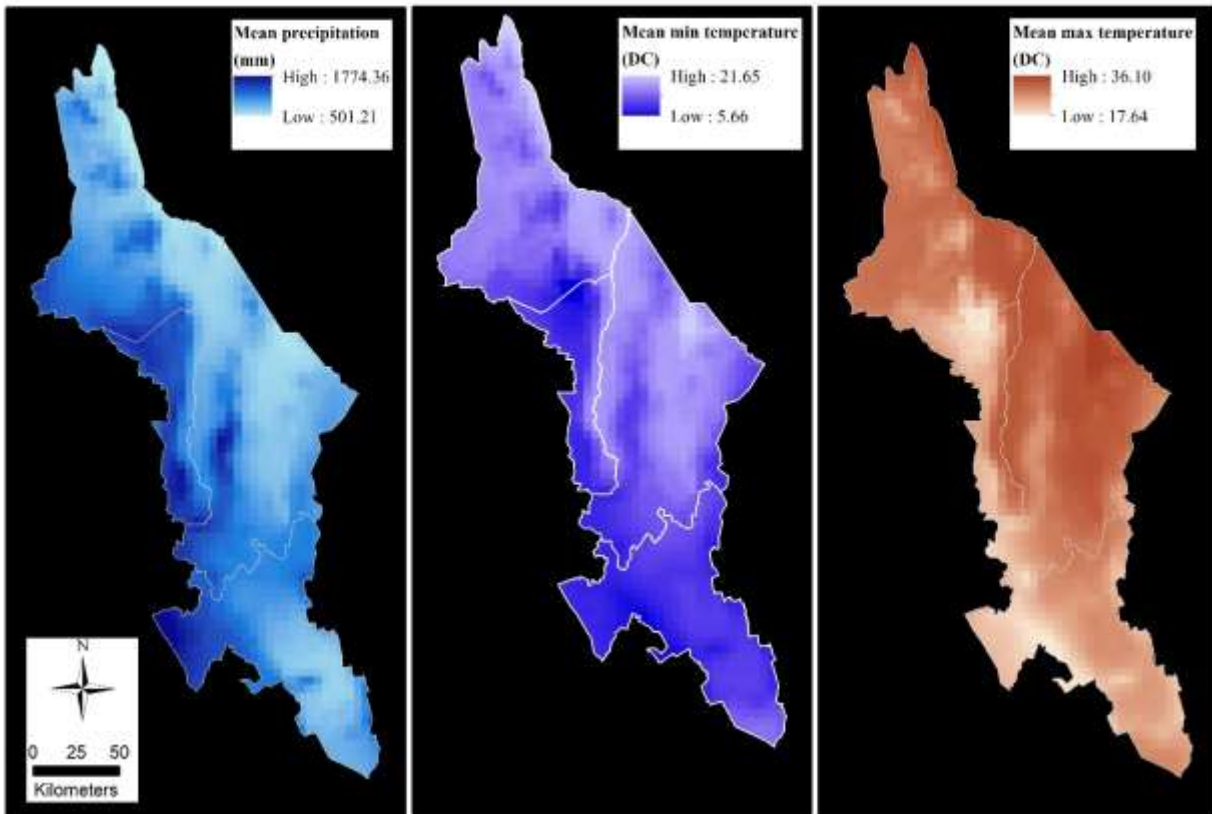 Mean precipitation
(mm)
High : 1774.36
Low : 501.21
Mean min temperature
(DC)
High : 21.65
Low : 5.66
Mean max temperature
(DC)
High : 36.10
Low : 17.64
N
0 25 50
Kilometers